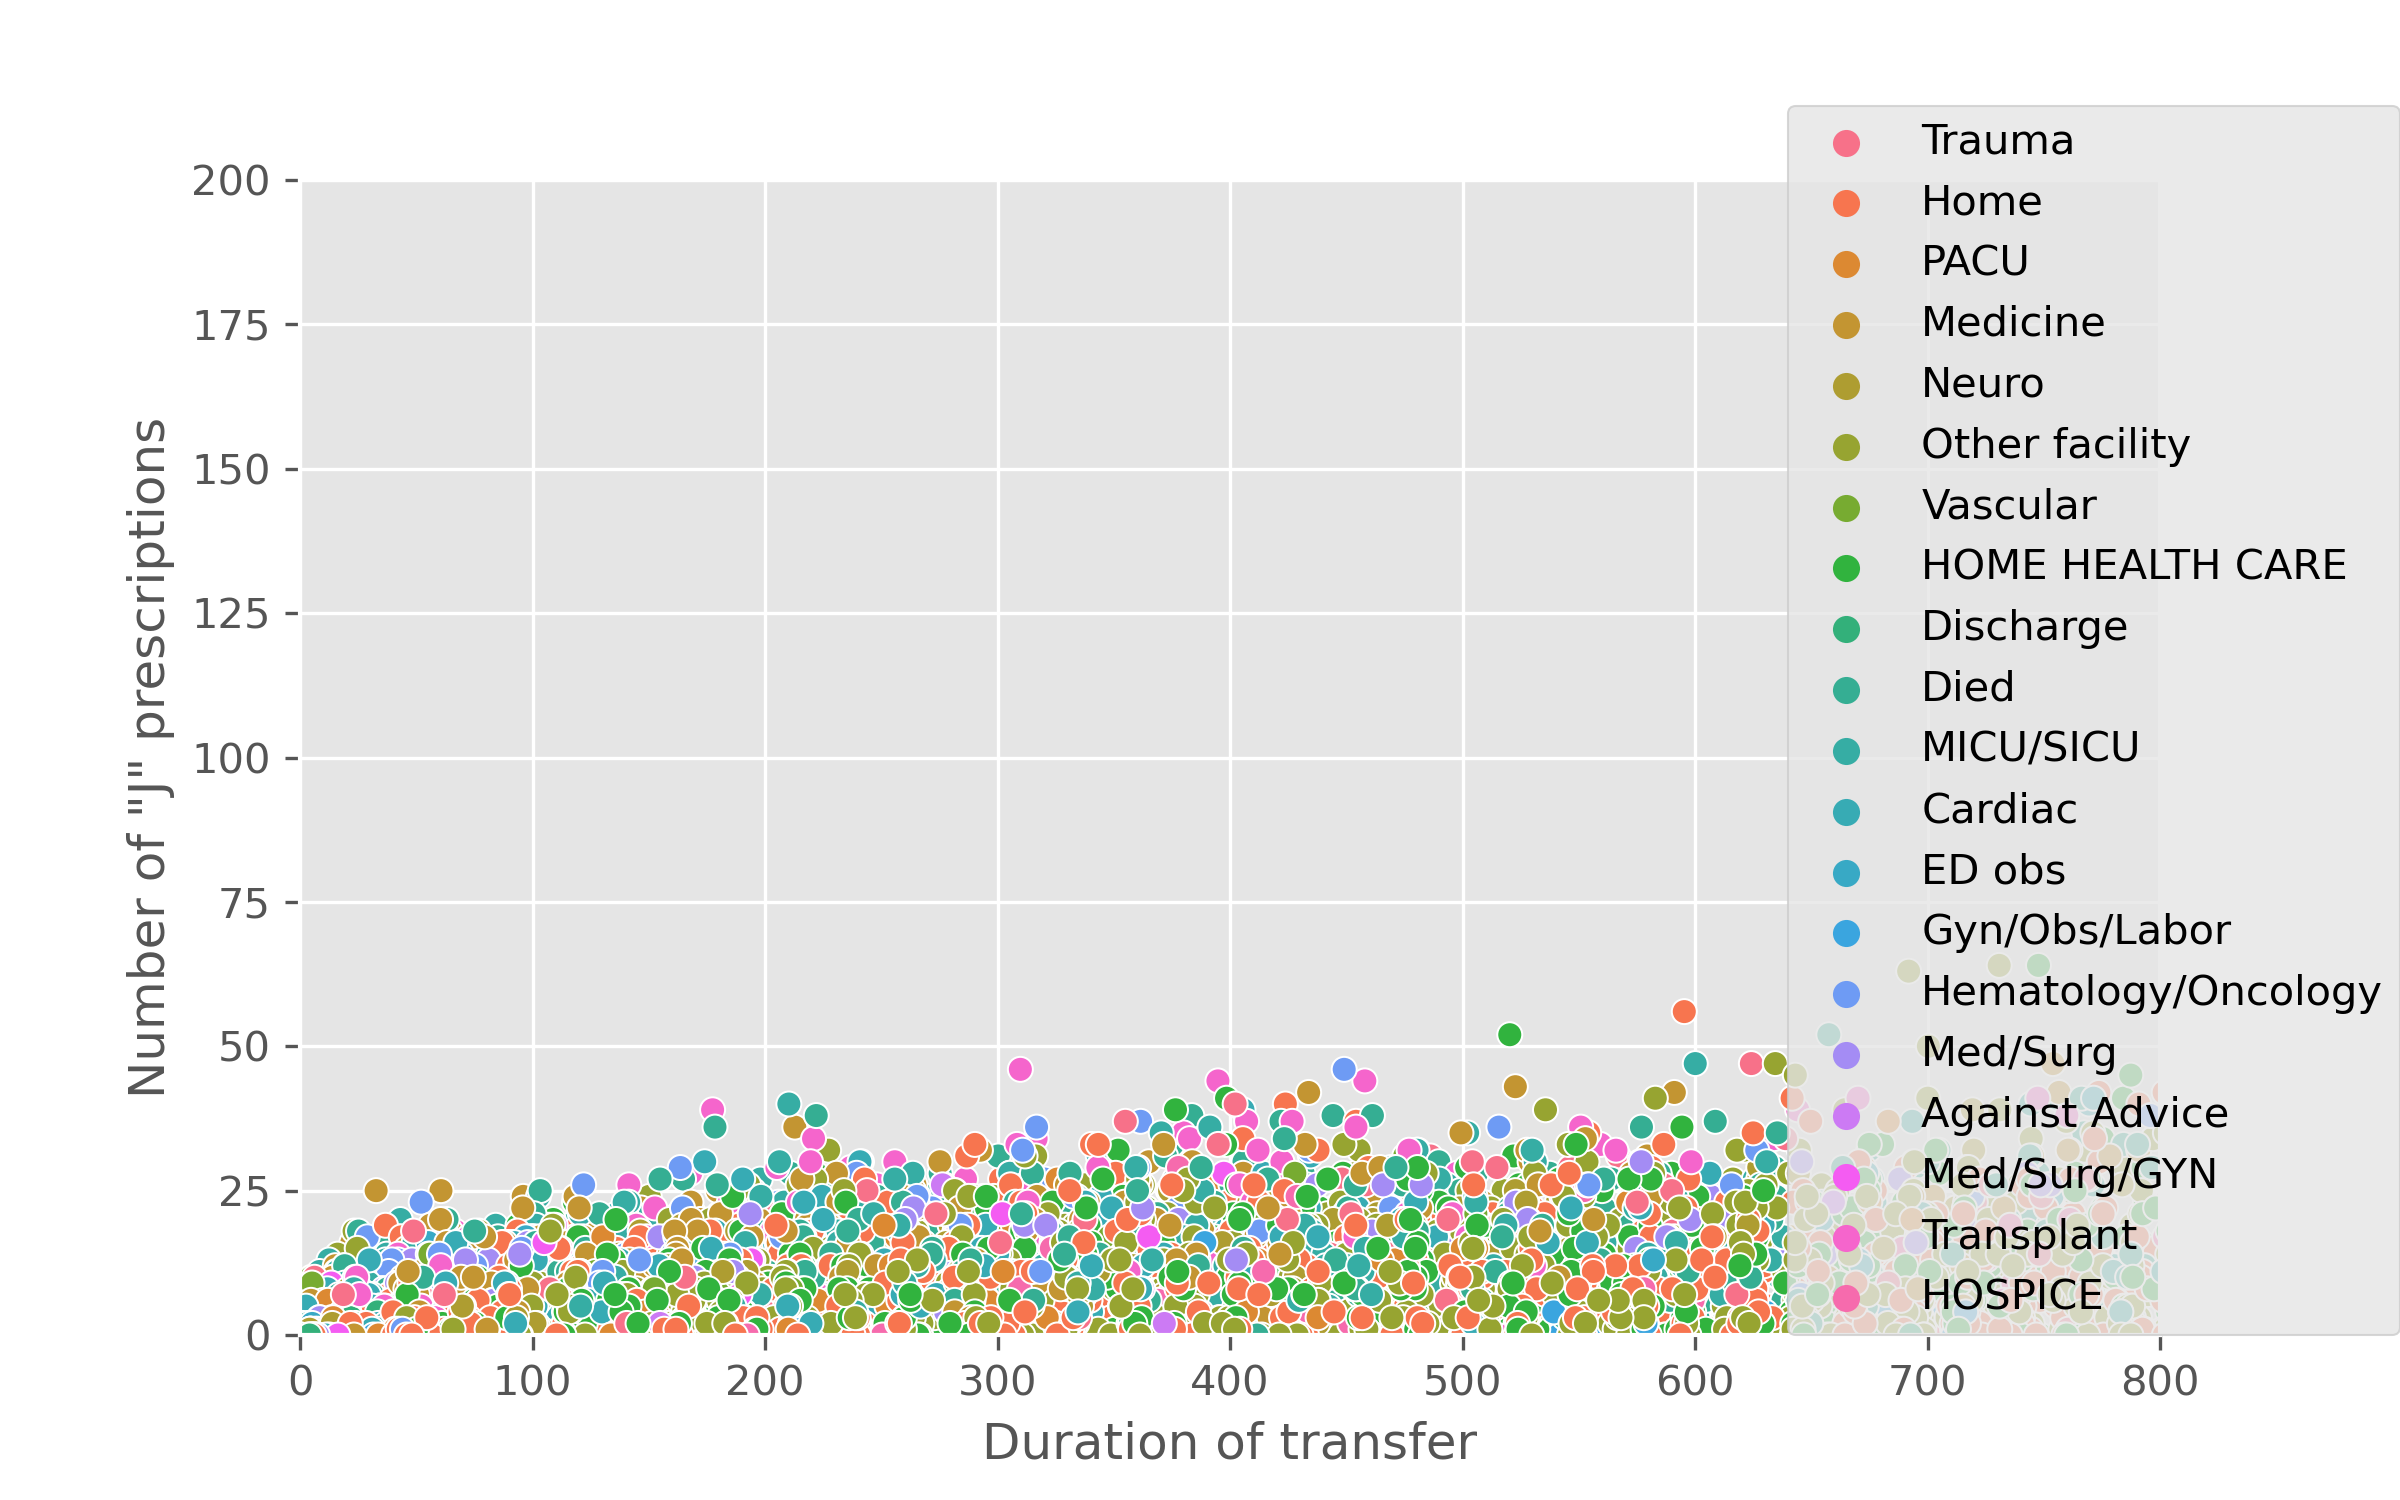 Trauma
Home
PACU
Medicine
Neuro
Other facility
Vascular
HOME HEALTH CARE
Discharge
Died
MICU/SICU
Cardiac
ED obs
Gyn/Obs/Labor
Hematology/Oncology
Med/Surg
Against Advice
Med/Surg/GYN
Transplant
HOSPICE
200
175
150
125
100
75
50
25
0
Number of "J" prescriptions
0 100 200 300 400 500 600 700 800
Duration of transfer